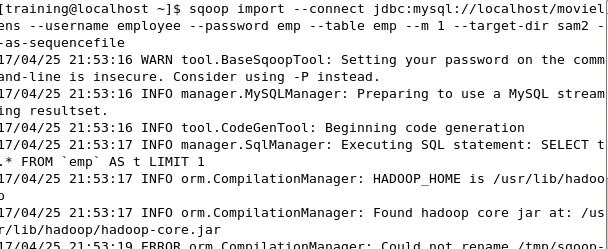 [training@localhost ~]$ sqoop import --connect jdbc:mysql://localhost/moviel
ens --username employee --password emp --table emp --m 1 --target-dir sam2 -
-as-sequencefile
17/04/25 21:53:16 WARN tool.BaseSqoopTool: Setting your password on the comm
and-line is insecure. Consider using -P instead.
17/04/25 21:53:16 INFO manager.MySQLManager: Preparing to use a MySQL stream
ing resultset.
17/04/25 21:53:16 INFO tool.CodeGenTool: Beginning code generation
17/04/25 21:53:17 INFO manager.SqlManager: Executing SQL statement: SELECT t
.* FROM `emp` AS t LIMIT 1
17/04/25 21:53:17 INFO orm.CompilationManager: HADOOP_HOME is /usr/lib/hadoo
p
17/04/25 21:53:17 INFO orm.CompilationManager: Found hadoop core jar at: /us
r/lib/hadoop/hadoop-core.jar
17/04/25 21:53:19 ERROR orm.CompilationManager: Could not rename /tmp/sqoop-